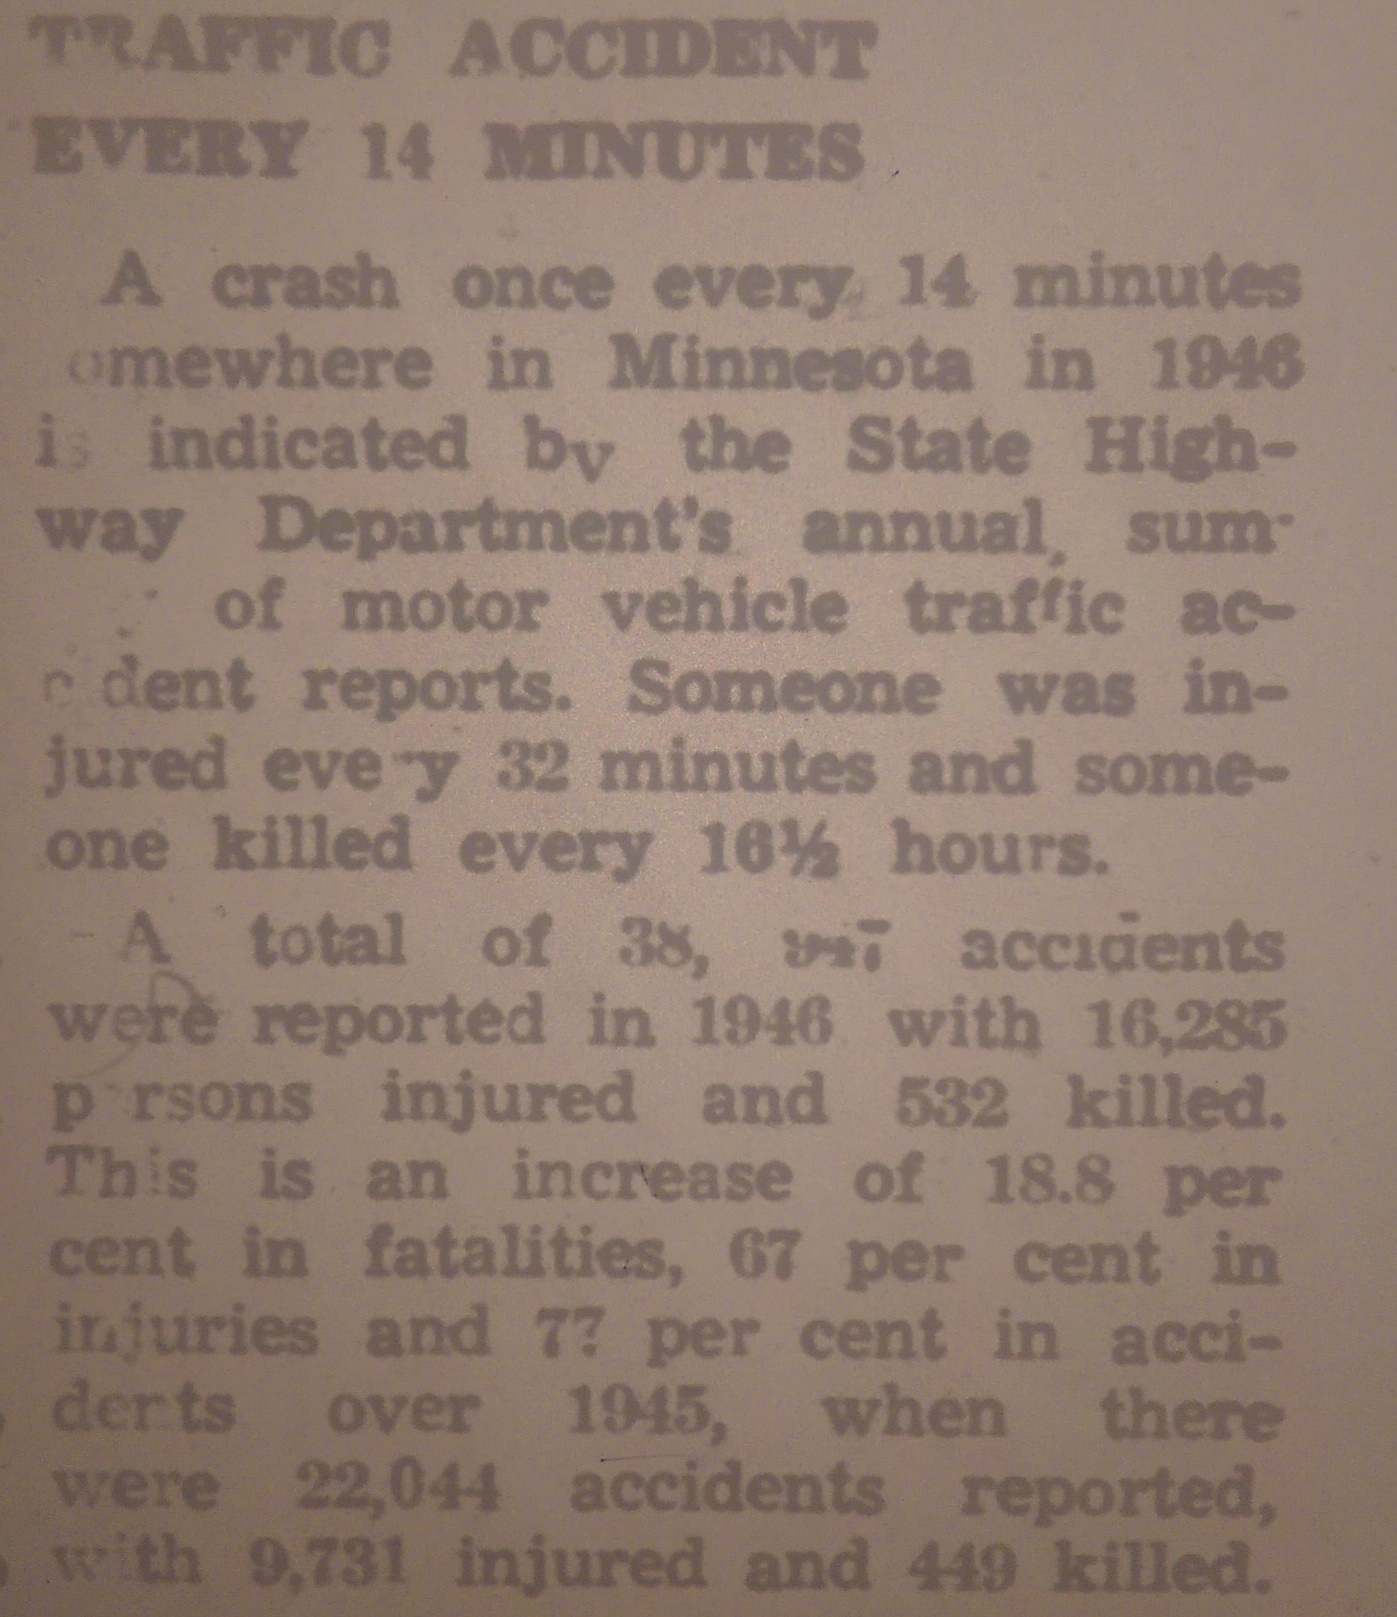 TRAFFIC ACCIDENT
EVERY 14 MINUTES
A crash once every 14 minutes
omewhere in Minnesota in 1946
is indicated by the State High-
way Department's annual, sum-
of motor vehicle traffic ac-
c dent reports. Someone was in-
jured every 32 minutes and some-
one killed every 16½ hours.
A total of 38, accidents
were reported in 1946 with 16,285
p rsons injured and 532 killed.
This is an increase of 18.8 per
cent in fatalities, 67 per cent in
injuries and 77 per cent in acci-
derts over 1945, when there
were 22,044 accidents reported,
with 9,731 injured and 449 killed.